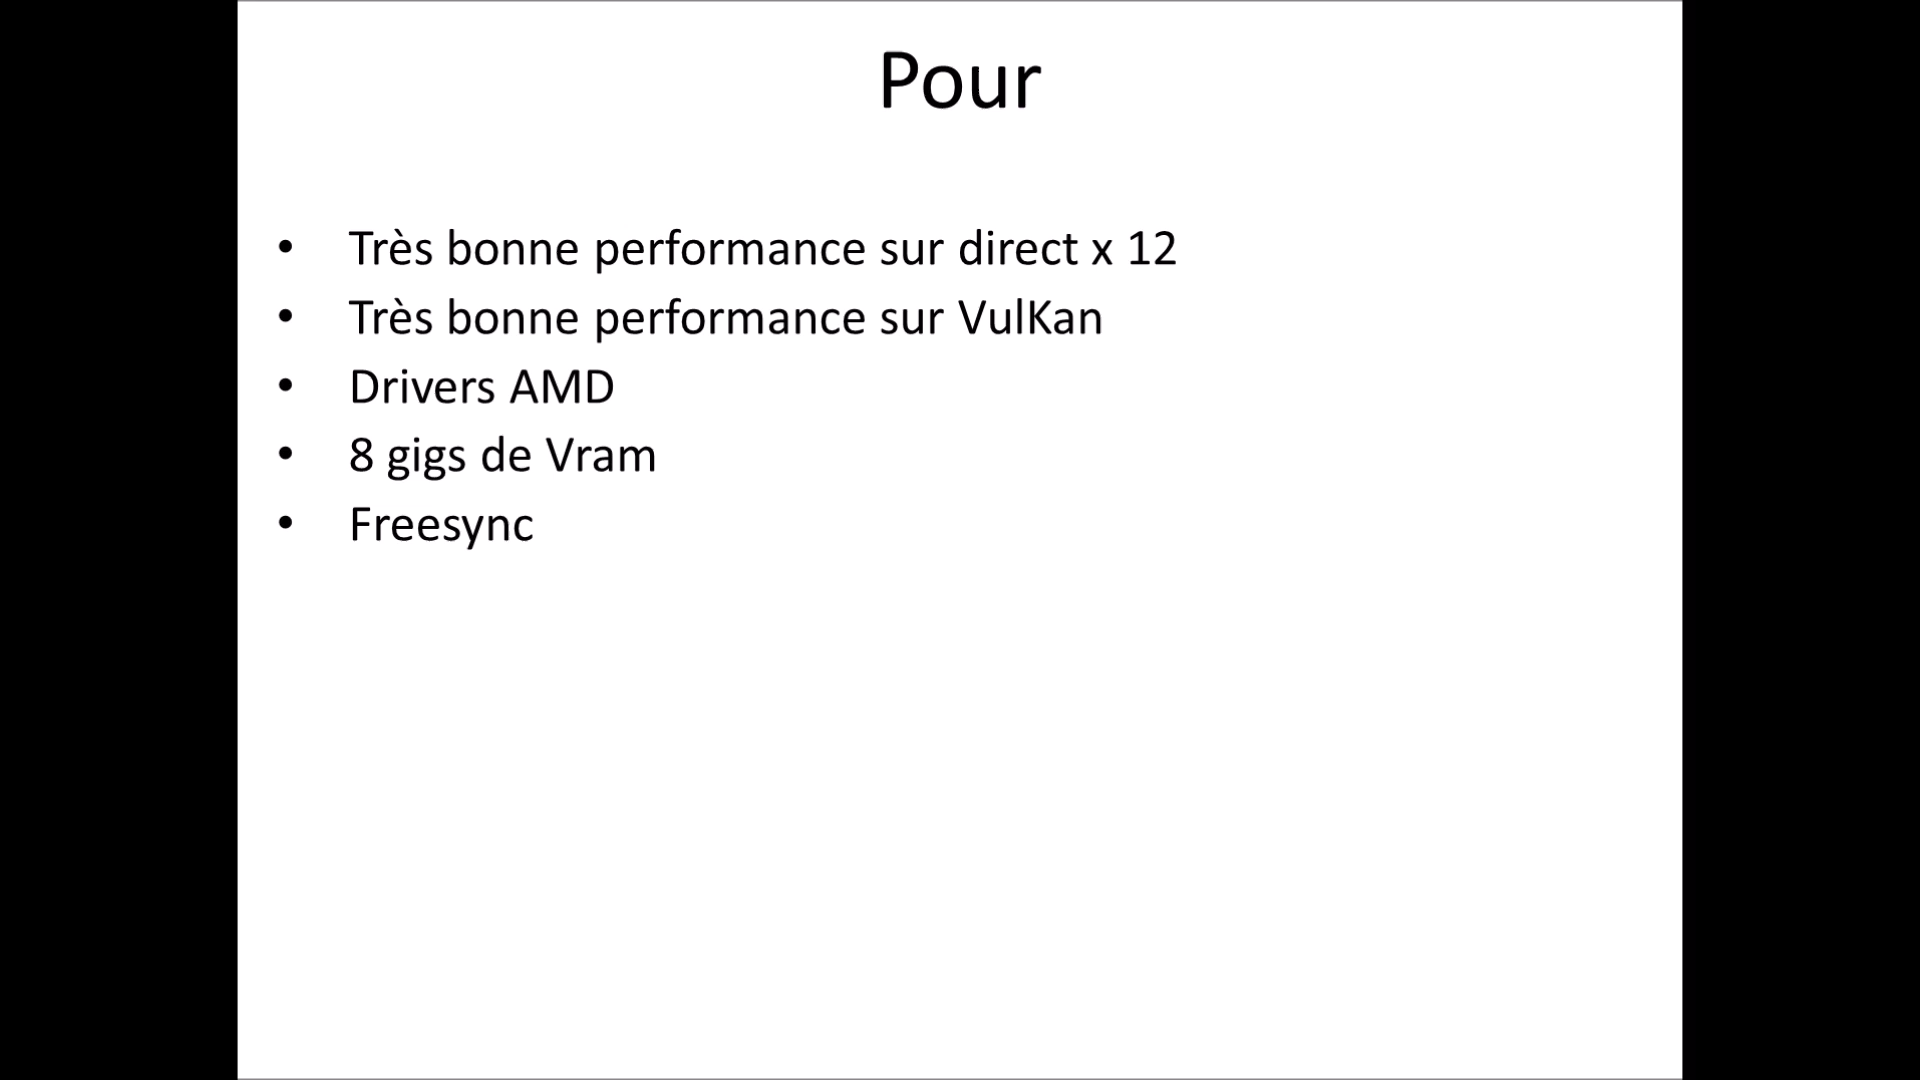 Pour
• Très bonne performance sur direct x 12
• Très bonne performance sur VulKan
• Drivers AMD
• 8 gigs de Vram
• Freesync